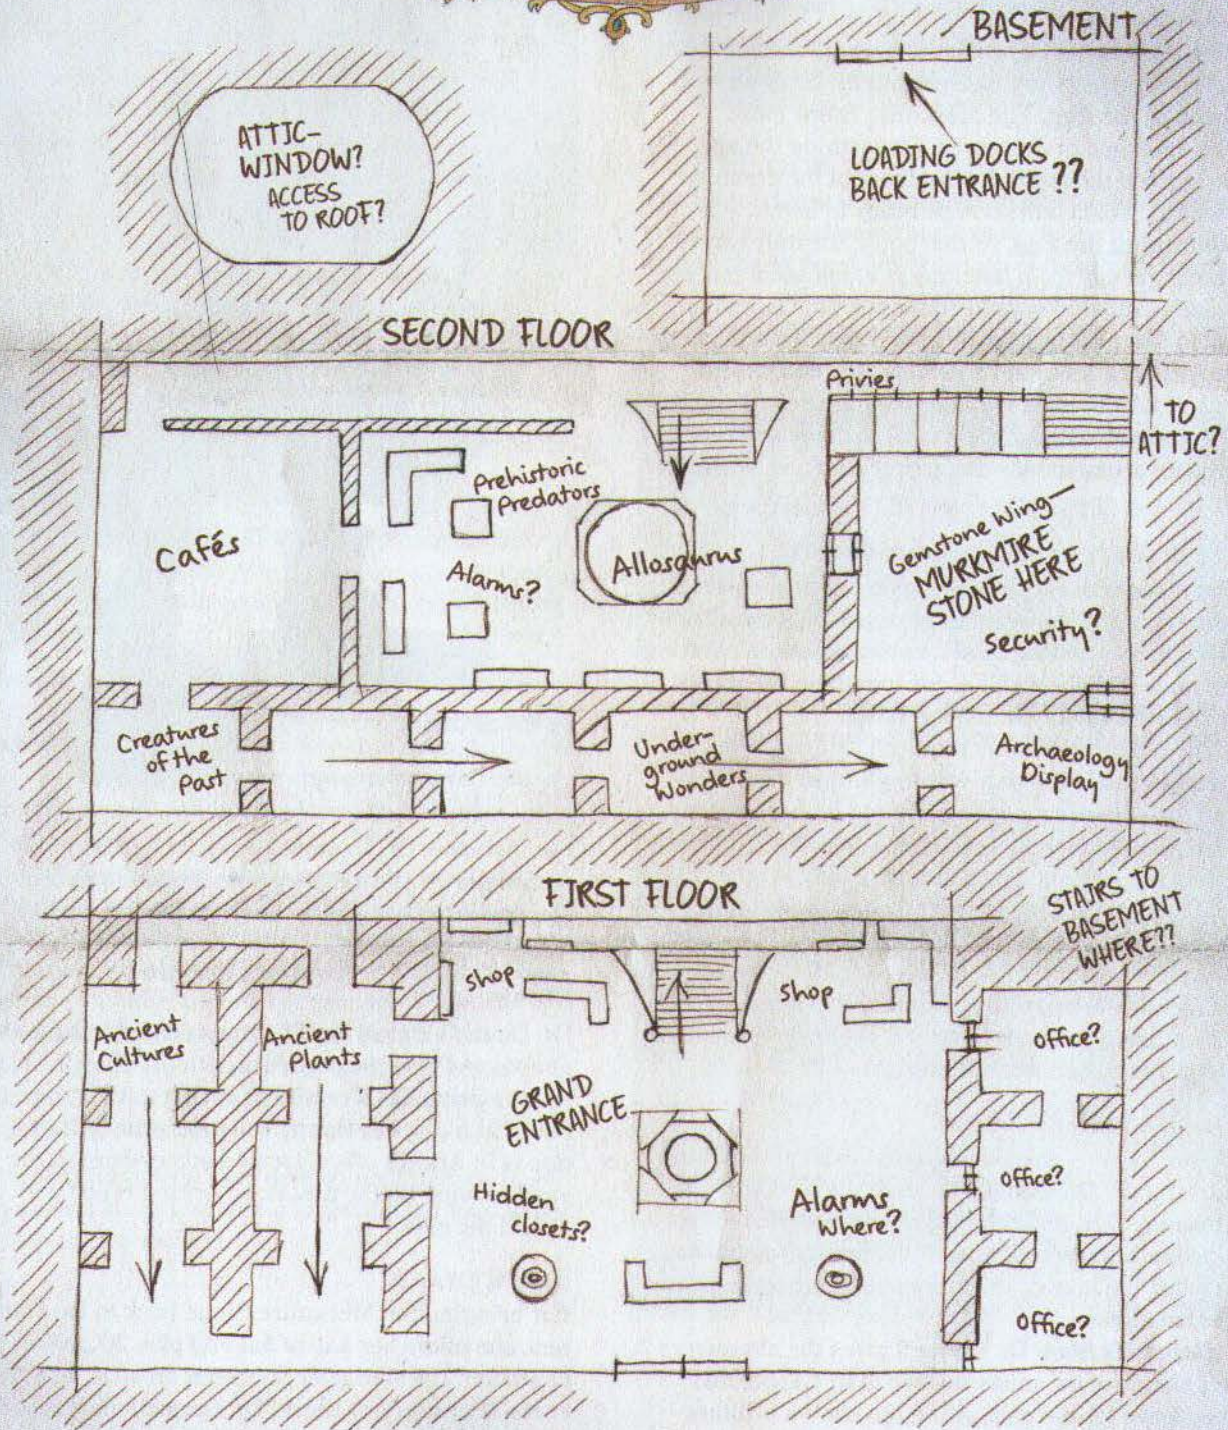 BASEMENT
ATTIC-
WINDOW?
ACCESS
TO ROOF?
LOADING DOCKS
BACK ENTRANCE ??
SECOND FLOOR
Privies
TO
ATTIC?
Prehistoric
Predators
Cafés
Alarms?
Allosaurus
Gemstone Wing—
MURKMIRE
STONE HERE
security?
Creatures
of the
Past
Under-
ground
Wonders
Archaeology
Display
FIRST FLOOR
STAIRS TO
BASEMENT
WHERE??
shop
shop
Ancient
Cultures
Ancient
Plants
office?
GRAND
ENTRANCE
office?
Hidden
closets?
Alarms
where?
office?